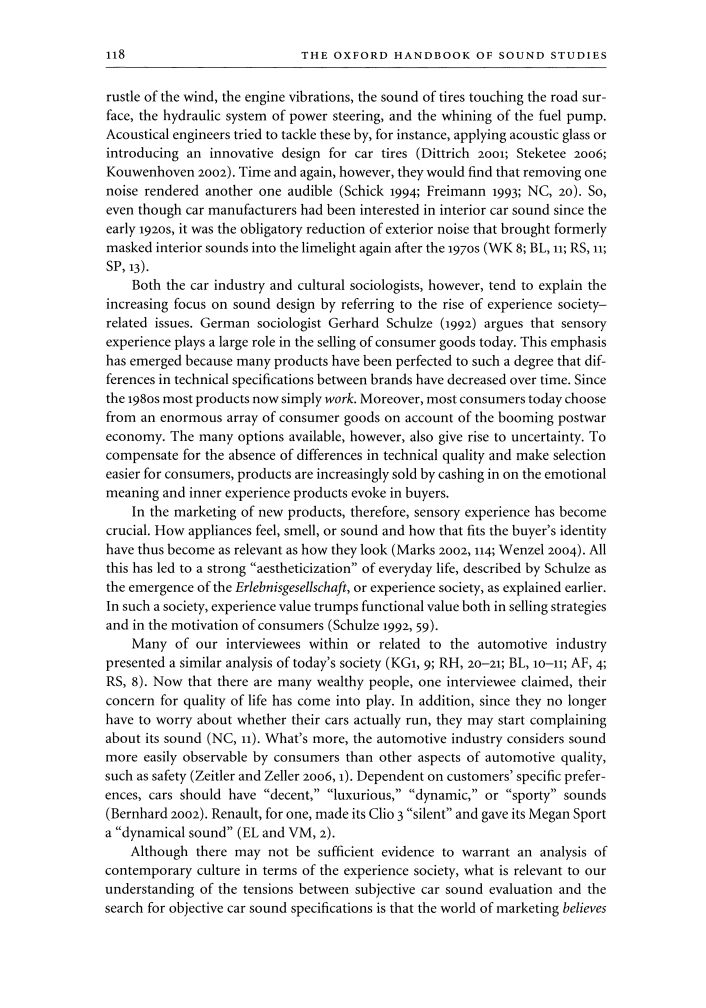 118 THE OXFORD HANDBOOK OF SOUND STUDIES
rustle of the wind, the engine vibrations, the sound of tires touching the road sur-
face, the hydraulic system of power steering, and the whining of the fuel pump.
Acoustical engineers tried to tackle these by, for instance, applying acoustic glass or
introducing an innovative design for car tires (Dittrich 2001; Steketee 2006;
Kouwenhoven 2002). Time and again, however, they would find that removing one
noise rendered another one audible (Schick 1994; Freimann 1993; NC, 20). So,
even though car manufacturers had been interested in interior car sound since the
early 1920s, it was the obligatory reduction of exterior noise that brought formerly
masked interior sounds into the limelight again after the 1970s (WK 8; BL, 11; RS, 11;
SP, 13).
Both the car industry and cultural sociologists, however, tend to explain the
increasing focus on sound design by referring to the rise of experience society–
related issues. German sociologist Gerhard Schulze (1992) argues that sensory
experience plays a large role in the selling of consumer goods today. This emphasis
has emerged because many products have been perfected to such a degree that dif-
ferences in technical specifications between brands have decreased over time. Since
the 1980s most products now simply work. Moreover, most consumers today choose
from an enormous array of consumer goods on account of the booming postwar
economy. The many options available, however, also give rise to uncertainty. To
compensate for the absence of differences in technical quality and make selection
easier for consumers, products are increasingly sold by cashing in on the emotional
meaning and inner experience products evoke in buyers.
In the marketing of new products, therefore, sensory experience has become
crucial. How appliances feel, smell, or sound and how that fits the buyer's identity
have thus become as relevant as how they look (Marks 2002, 114; Wenzel 2004). All
this has led to a strong "aestheticization" of everyday life, described by Schulze as
the emergence of the Erlebnisgesellschaft, or experience society, as explained earlier.
In such a society, experience value trumps functional value both in selling strategies
and in the motivation of consumers (Schulze 1992, 59).
Many of our interviewees within or related to the automotive industry
presented a similar analysis of today's society (KG1, 9; RH, 20–21; BL, 10–11; AF, 4;
RS, 8). Now that there are many wealthy people, one interviewee claimed, their
concern for quality of life has come into play. In addition, since they no longer
have to worry about whether their cars actually run, they may start complaining
about its sound (NC, 11). What's more, the automotive industry considers sound
more easily observable by consumers than other aspects of automotive quality,
such as safety (Zeitler and Zeller 2006, 1). Dependent on customers' specific prefer-
ences, cars should have "decent," "luxurious," "dynamic," or "sporty" sounds
(Bernhard 2002). Renault, for one, made its Clio 3 "silent" and gave its Megan Sport
a "dynamical sound" (EL and VM, 2).
Although there may not be sufficient evidence to warrant an analysis of
contemporary culture in terms of the experience society, what is relevant to our
understanding of the tensions between subjective car sound evaluation and the
search for objective car sound specifications is that the world of marketing believes